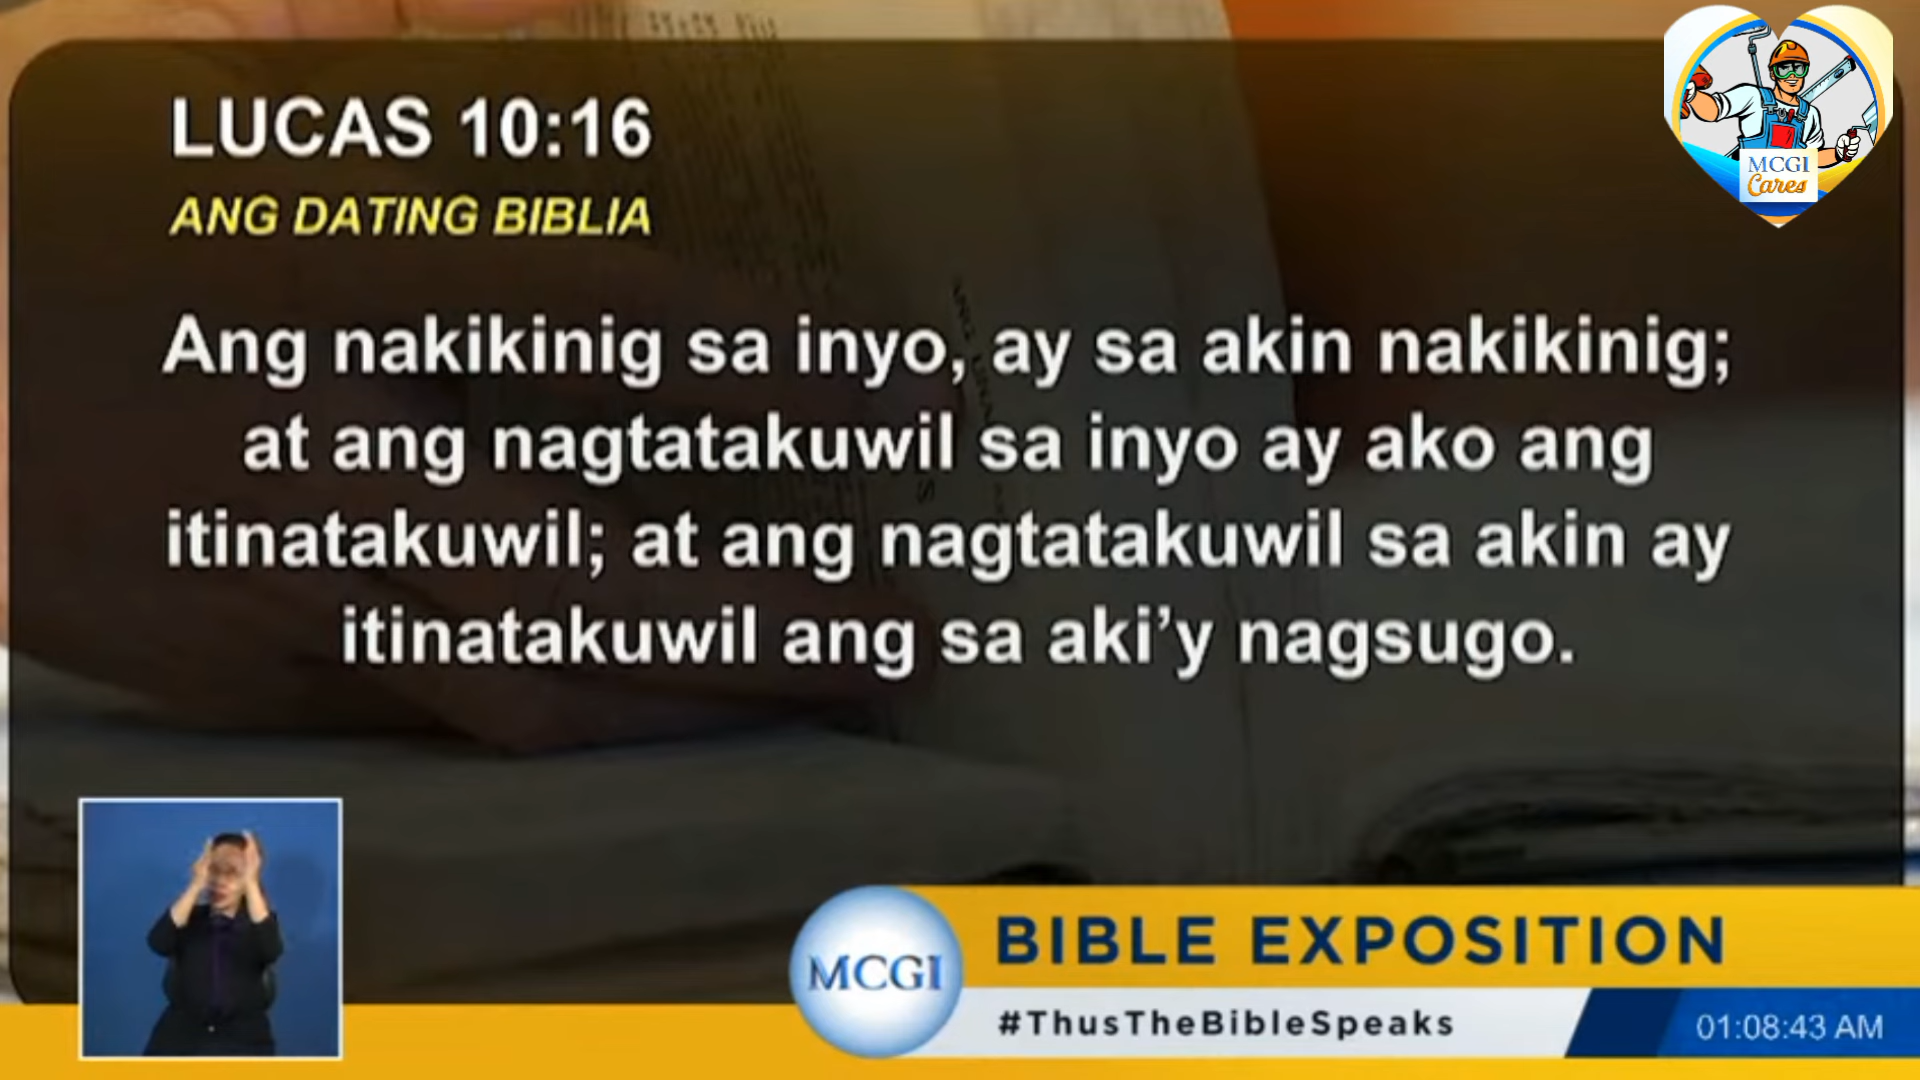 LUCAS 10:16
ANG DATING BIBLIA
Ang nakikinig sa inyo, ay sa akin nakikinig;
at ang nagtatakuwil sa inyo ay ako ang
itinatakuwil; at ang nagtatakuwil sa akin ay
itinatakuwil ang sa aki’y nagsugo.
MCGI
Cares
MCGI
BIBLE EXPOSITION
#ThusTheBibleSpeaks
01:08:43 AM